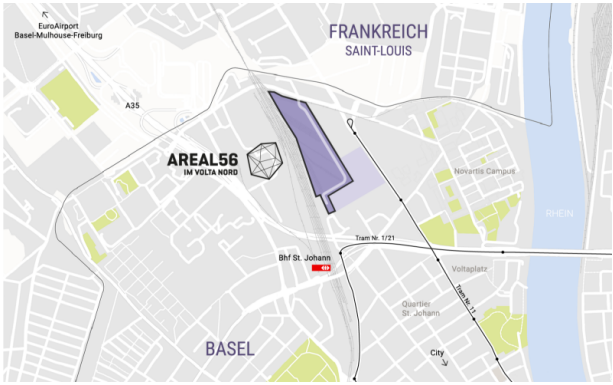 EuroAirport
Basel-Mulhouse-Freiburg
FRANKREICH
SAINT-LOUIS
A35
AREAL56
IM VOLTA NORD
Novartis Campus
RHEIN
Tram Nr. 1/21
Bhf St. Johann
Voltaplatz
Tram Nr. 11
Quartier
St. Johann
BASEL
City